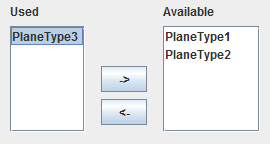 Used
Available
PlaneType3
PlaneType1
PlaneType2
->
<-